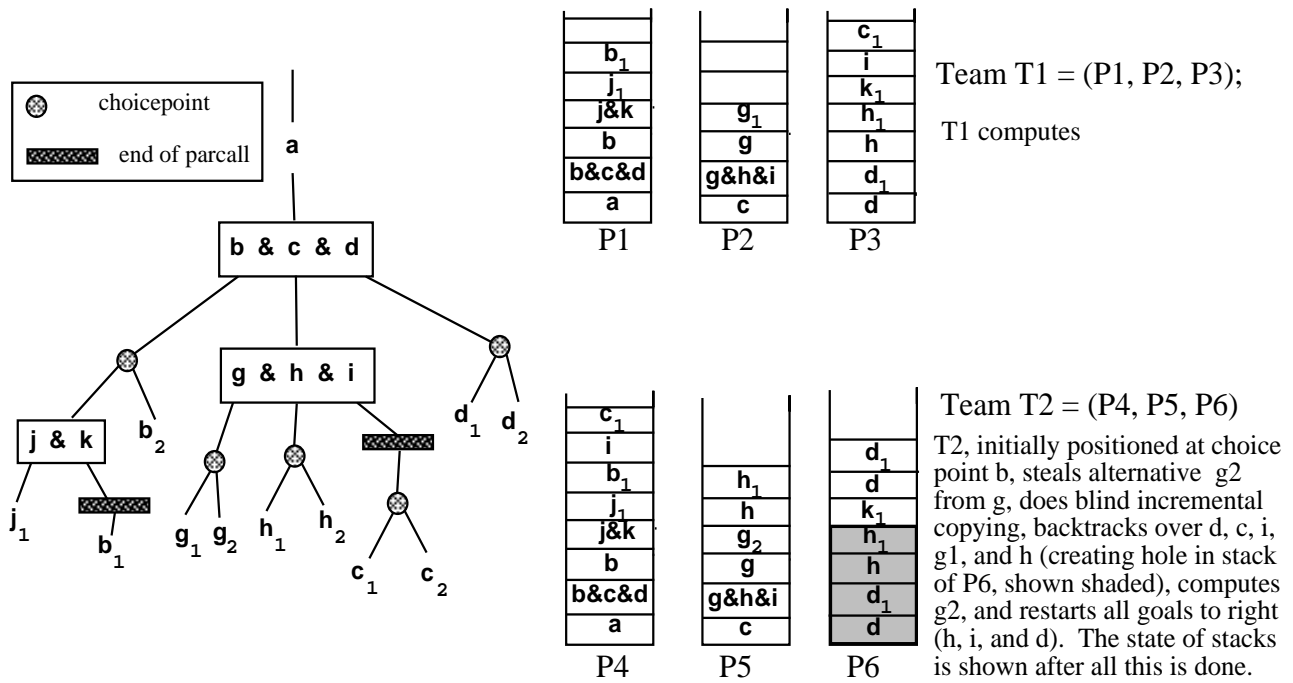 choicepoint
end of parcall
a
b & c & d
g & h & i
j & k
b2
d1
d2
j1
b1
g1
g2
h1
h2
c1
c2
b1
j1
j&k
b
b&c&d
a
P1
g1
g
g&h&i
c
P2
c1
i
k1
h1
h
d1
d
P3
Team T1 = (P1, P2, P3);
T1 computes
c1
i
b1
j1
j&k
b
b&c&d
a
P4
h1
h
g2
g
g&h&i
c
P5
d1
d
k1
h1
h
d1
d
P6
Team T2 = (P4, P5, P6)
T2, initially positioned at choice
point b, steals alternative g2
from g, does blind incremental
copying, backtracks over d, c, i,
g1, and h (creating hole in stack
of P6, shown shaded), computes
g2, and restarts all goals to right
(h, i, and d). The state of stacks
is shown after all this is done.